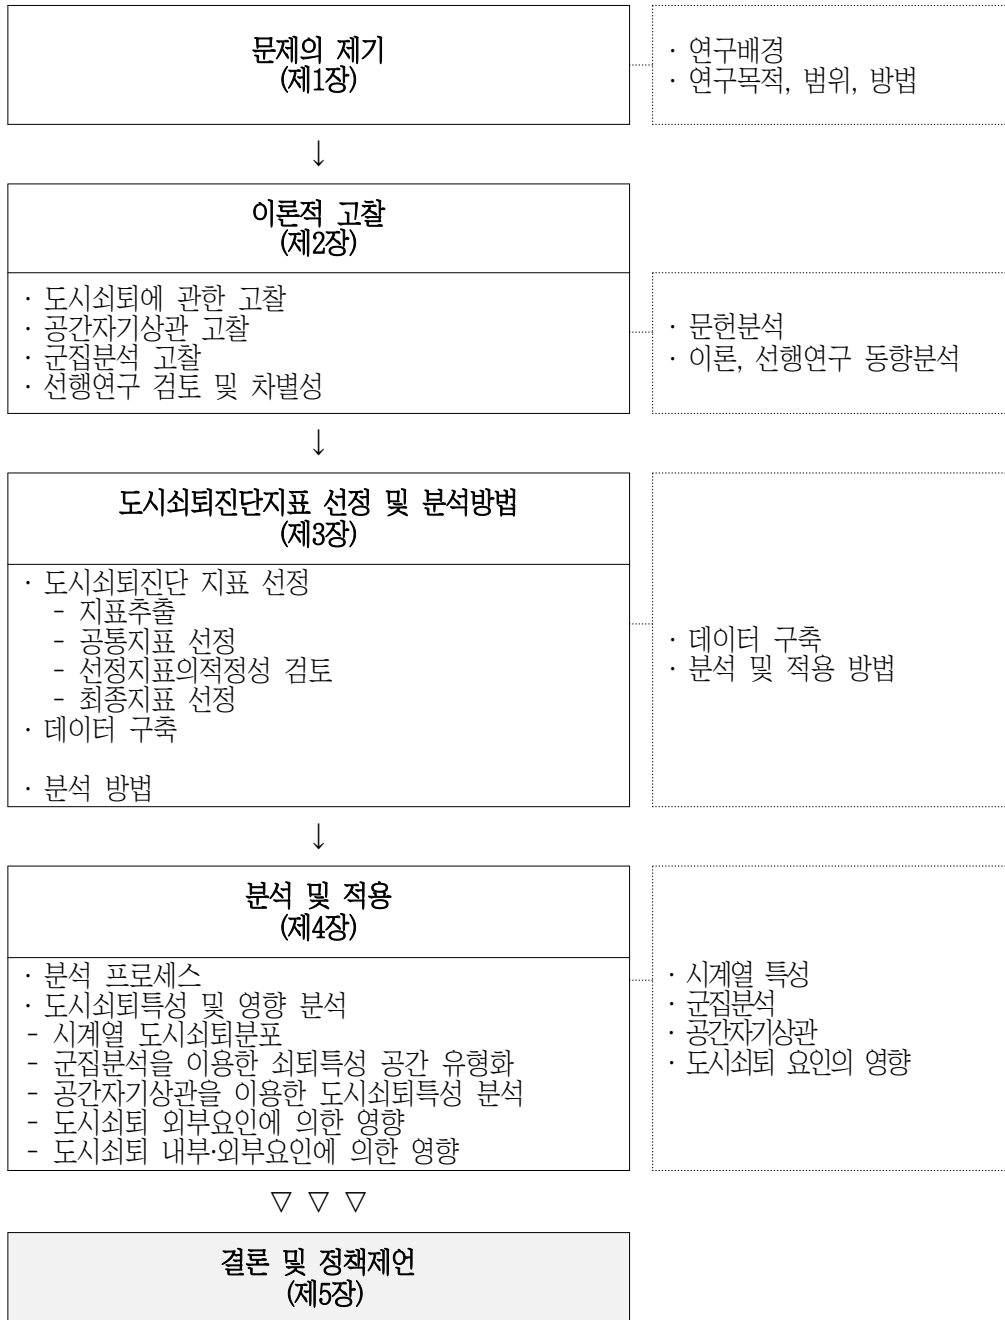 문제의 제기
(제1장)
· 연구배경
· 연구목적, 범위, 방법
↓
이론적 고찰
(제2장)
· 도시쇠퇴에 관한 고찰
· 공간자기상관 고찰
· 군집분석 고찰
· 선행연구 검토 및 차별성
· 문헌분석
· 이론, 선행연구 동향분석
↓
도시쇠퇴진단지표 선정 및 분석방법
(제3장)
· 도시쇠퇴진단 지표 선정
- 지표추출
- 공통지표 선정
- 선정지표의적정성 검토
- 최종지표 선정
· 데이터 구축
· 분석 방법
· 데이터 구축
· 분석 및 적용 방법
↓
분석 및 적용
(제4장)
· 분석 프로세스
· 도시쇠퇴특성 및 영향 분석
- 시계열 도시쇠퇴분포
- 군집분석을 이용한 쇠퇴특성 공간 유형화
- 공간자기상관을 이용한 도시쇠퇴특성 분석
- 도시쇠퇴 외부요인에 의한 영향
- 도시쇠퇴 내부·외부요인에 의한 영향
· 시계열 특성
· 군집분석
· 공간자기상관
· 도시쇠퇴 요인의 영향
▽ ▽ ▽
결론 및 정책제언
(제5장)